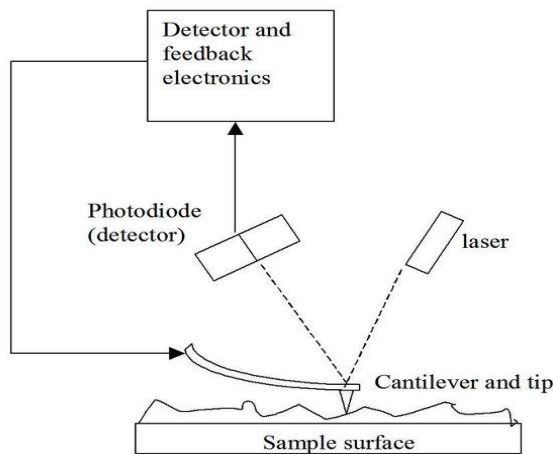 Detector and
feedback
electronics
Photodiode
(detector)
laser
Cantilever and tip
Sample surface